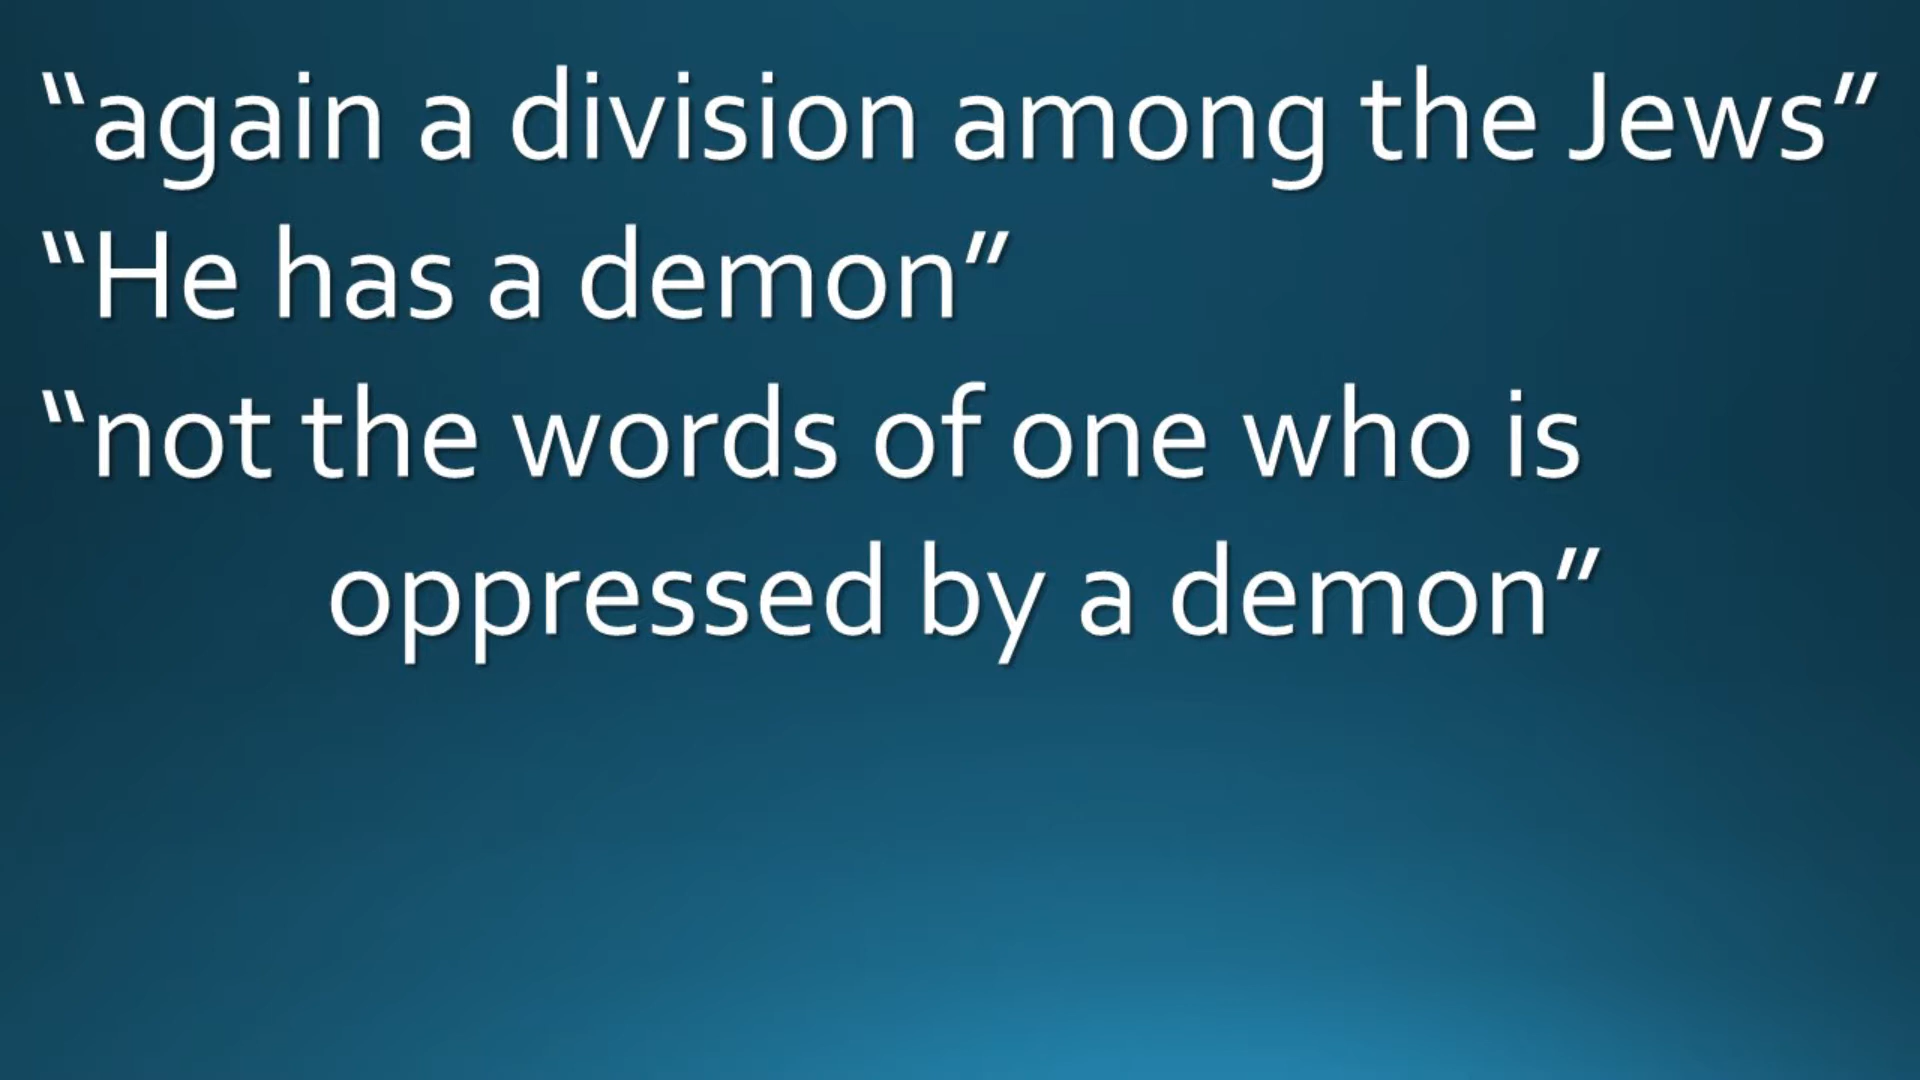 “again a division among the Jews”
“He has a demon”
“not the words of one who is
oppressed by a demon”